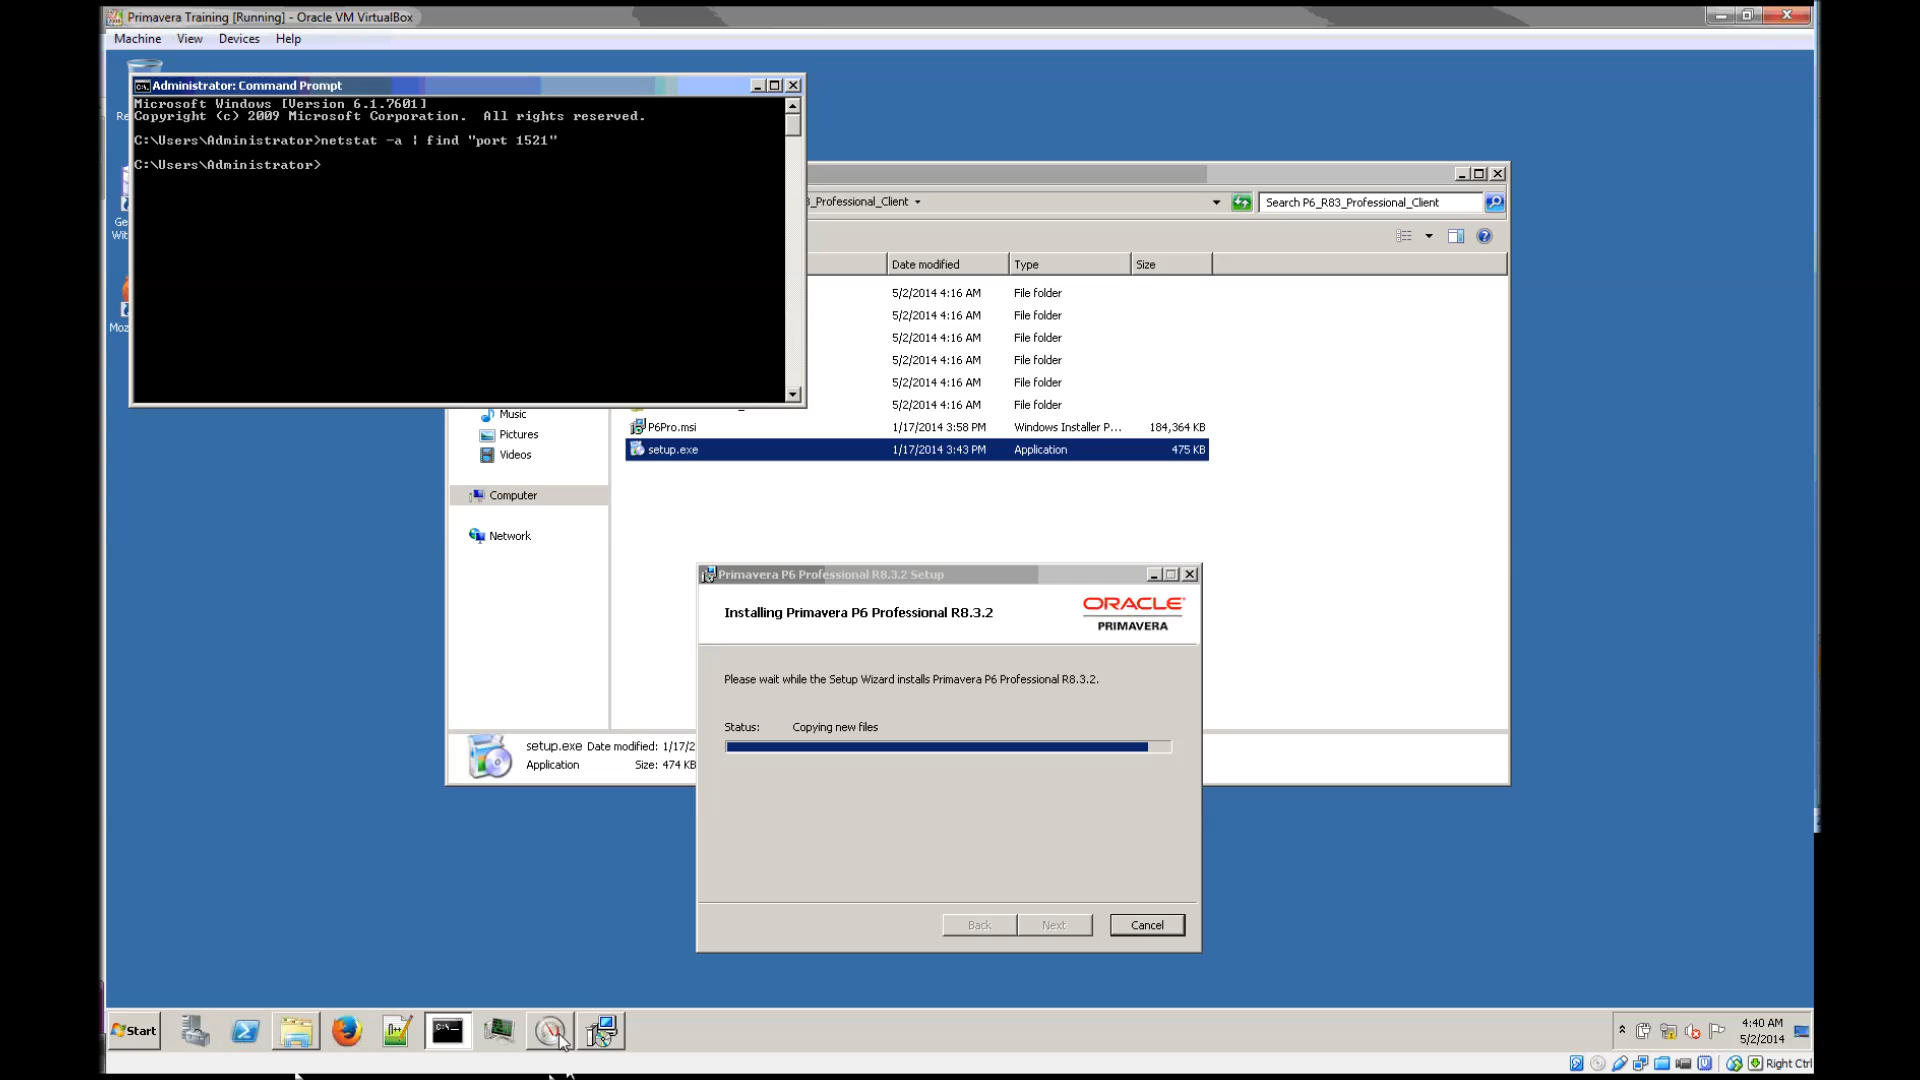 Primavera Training [Running] - Oracle VM VirtualBox
Machine View Devices Help
Administrator: Command Prompt
Microsoft Windows [Version 6.1.7601]
Copyright (c) 2009 Microsoft Corporation. All rights reserved.
C:\Users\Administrator>netstat -a | find "port 1521"
C:\Users\Administrator>
_Professional_Client
Search P6_R83_Professional_Client
Date modified Type Size
5/2/2014 4:16 AM File folder
5/2/2014 4:16 AM File folder
5/2/2014 4:16 AM File folder
5/2/2014 4:16 AM File folder
5/2/2014 4:16 AM File folder
5/2/2014 4:16 AM File folder
Music
P6Pro.msi 1/17/2014 3:58 PM Windows Installer P... 184,364 KB
Pictures
setup.exe 1/17/2014 3:43 PM Application 475 KB
Videos
Computer
Network
Primavera P6 Professional R8.3.2 Setup
Installing Primavera P6 Professional R8.3.2
ORACLE
PRIMAVERA
Please wait while the Setup Wizard installs Primavera P6 Professional R8.3.2.
Status: Copying new files
setup.exe Date modified: 1/17/2
Application Size: 474 KB
Back Next Cancel
Start
4:40 AM
5/2/2014
Right Ctrl